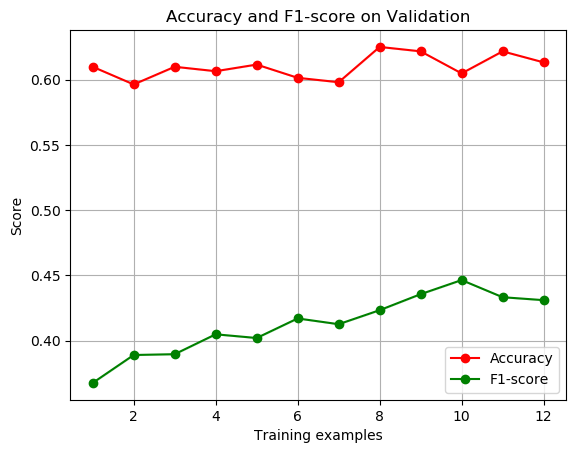 Accuracy and F1-score on Validation
0.60
0.55
0.50
0.45
0.40
Score
2 4 6 8 10 12
Training examples
Accuracy
F1-score